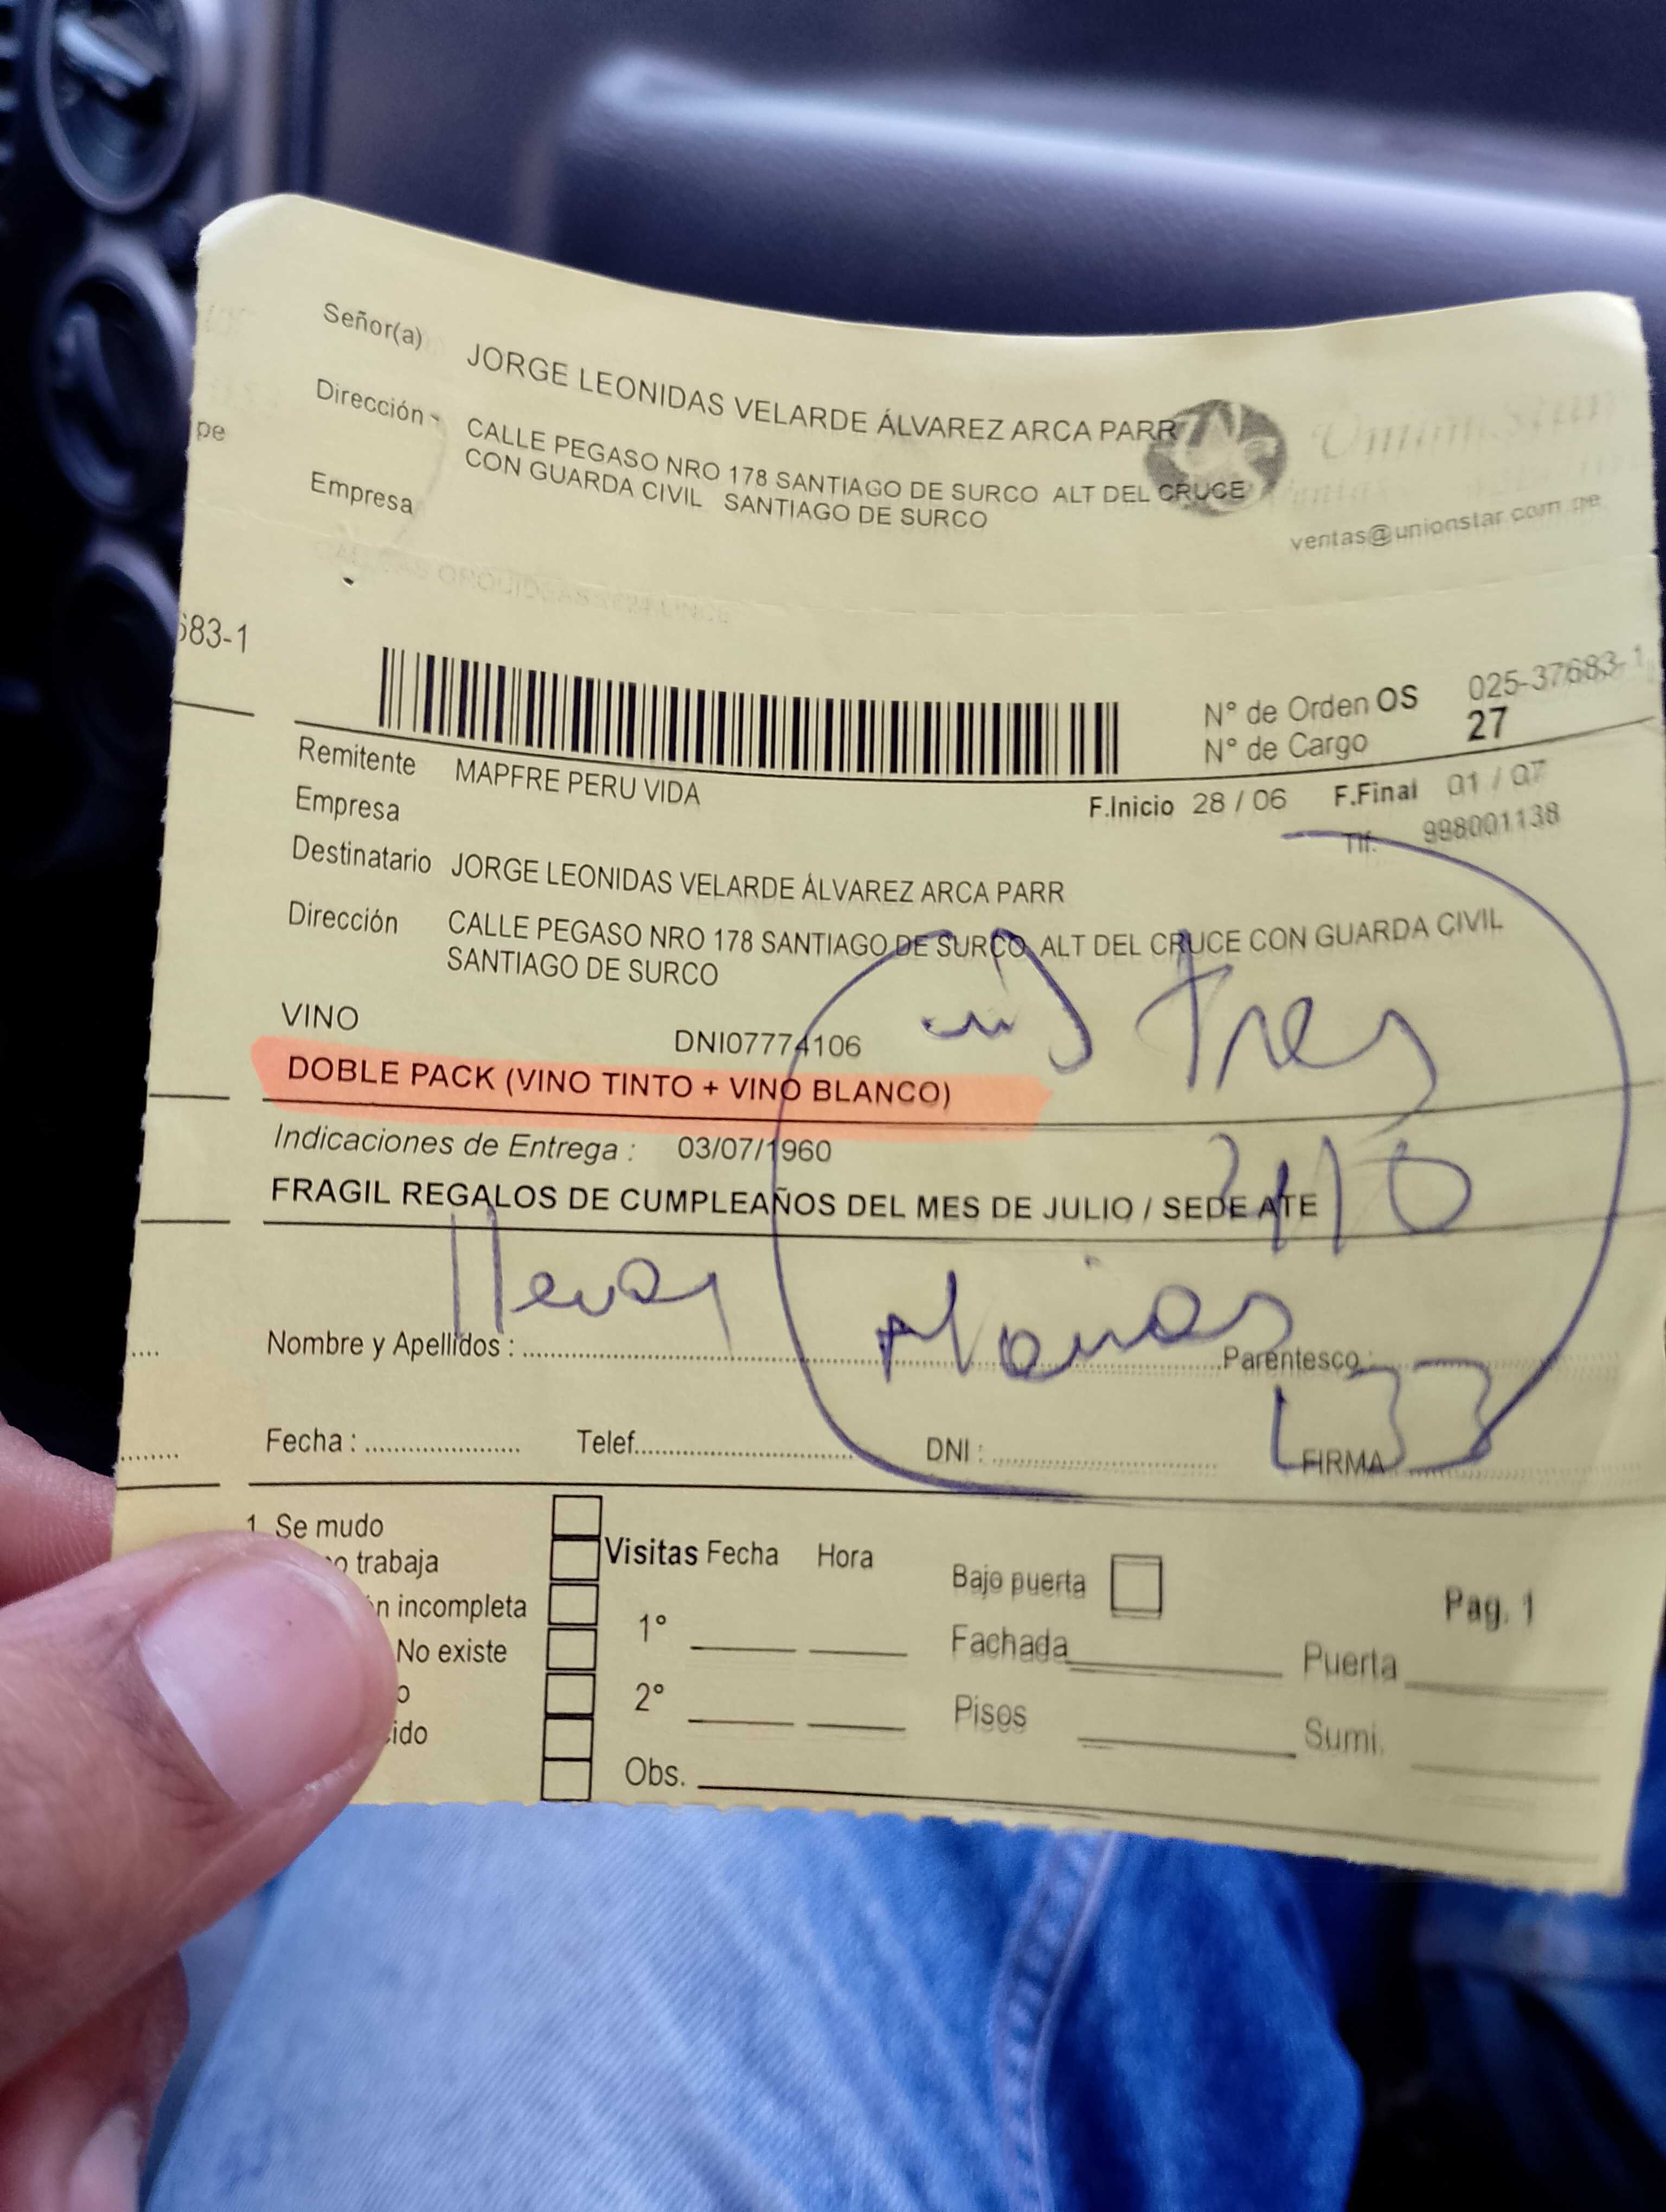 Señor(a) JORGE LEONIDAS VELARDE ÁLVAREZ ARCA PARR
Dirección CALLE PEGASO NRO 178 SANTIAGO DE SURCO ALT DEL CRUCE
CON GUARDA CIVIL SANTIAGO DE SURCO
pe
Empresa
ventas@unionstar.com.pe
683-1
Nº de Orden OS 025-37683-1
Nº de Cargo 27
Remitente MAPFRE PERU VIDA
F.Inicio 28 / 06 F.Final 01 / 07
Empresa
Tlf. 998001138
Destinatario JORGE LEONIDAS VELARDE ÁLVAREZ ARCA PARR
Dirección CALLE PEGASO NRO 178 SANTIAGO DE SURCO ALT DEL CRUCE CON GUARDA CIVIL
SANTIAGO DE SURCO
tres
VINO DNI07774106
DOBLE PACK (VINO TINTO + VINO BLANCO)
Indicaciones de Entrega : 03/07/1960
FRAGIL REGALOS DE CUMPLEAÑOS DEL MES DE JULIO / SEDE ATE
llevar
Nombre y Apellidos : Parentesco :
Fecha : Telef. DNI : FIRMA
1. Se mudo
trabaja
incompleta
No existe
Visitas Fecha Hora
1º
2º
Obs.
Bajo puerta
Fachada Puerta
Pisos Sumi.
Pag. 1